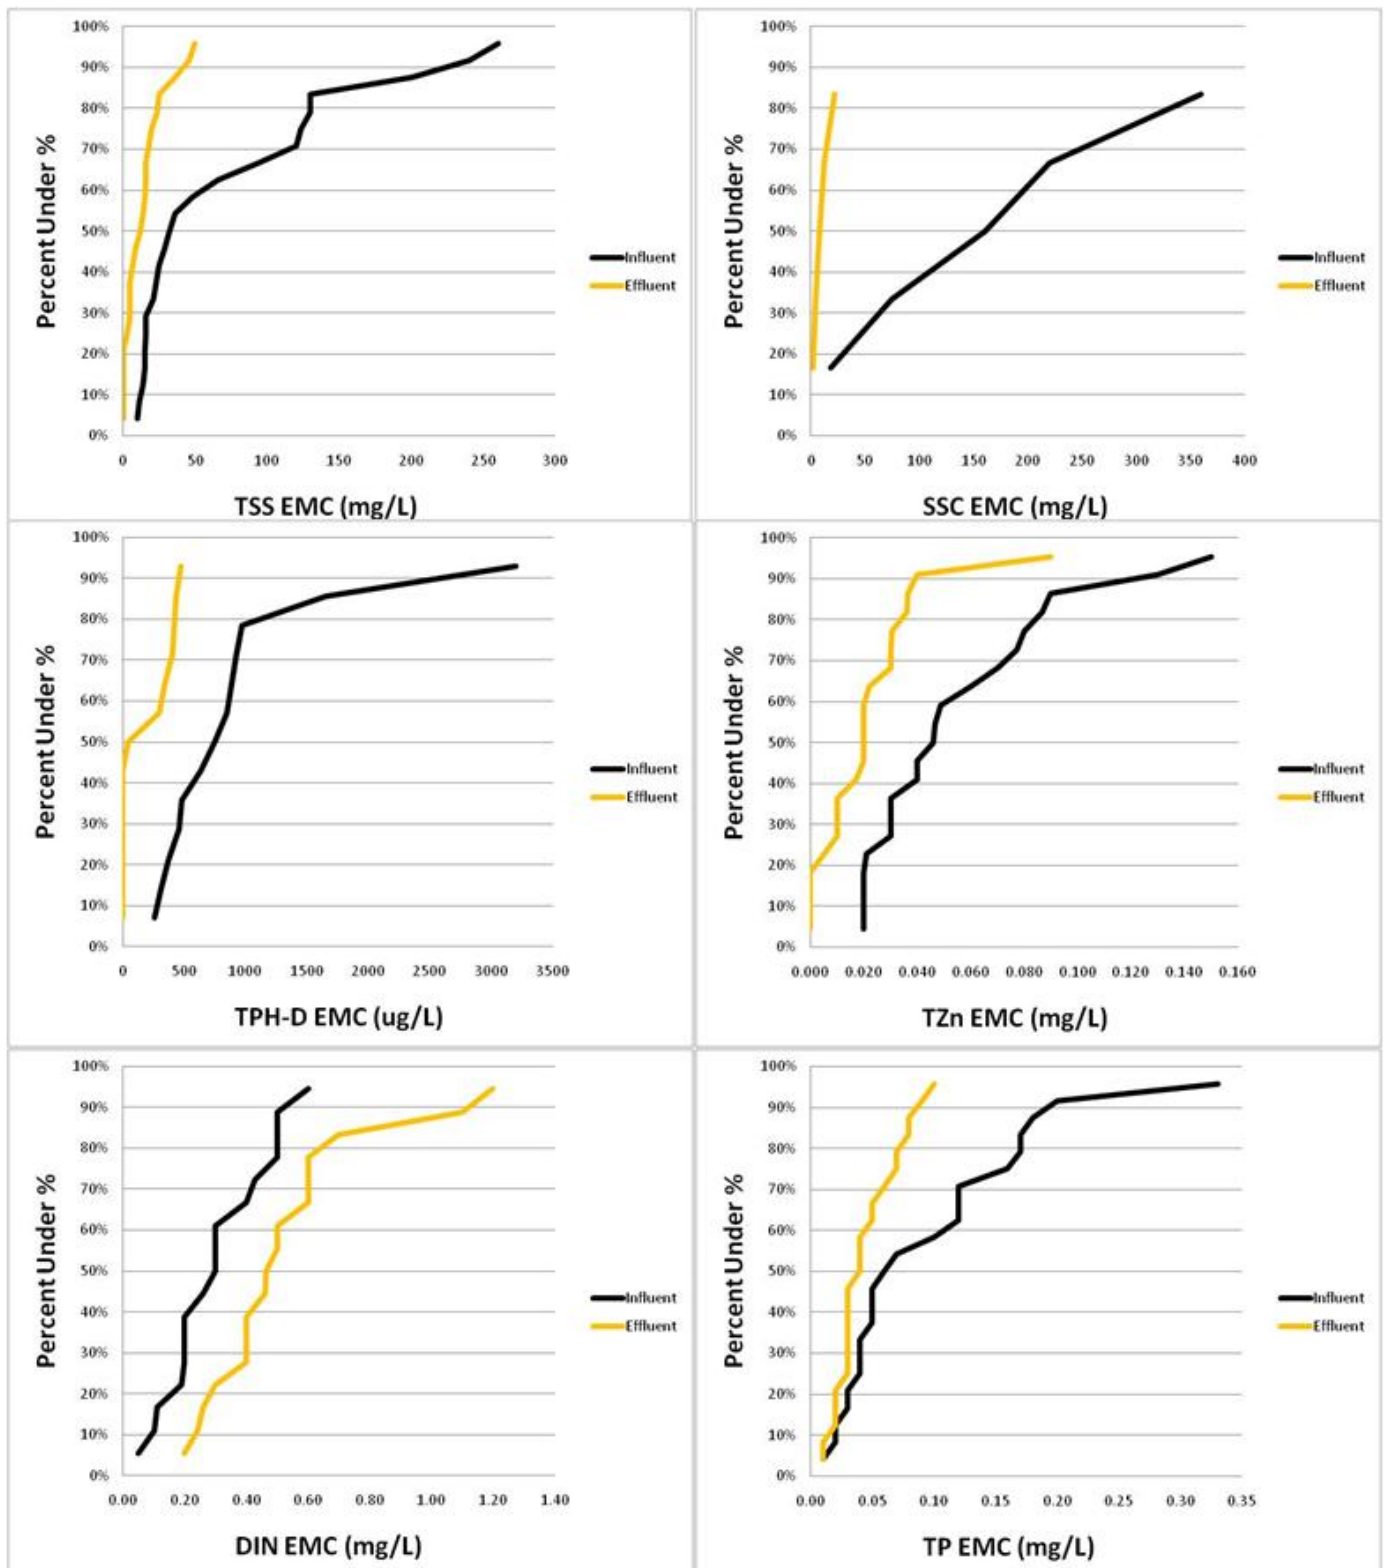 100%
90%
80%
70%
60%
50%
40%
30%
20%
10%
0%
Percent Under %
0 50 100 150 200 250 300
TSS EMC (mg/L)
Influent
Effluent
100%
90%
80%
70%
60%
50%
40%
30%
20%
10%
0%
Percent Under %
0 50 100 150 200 250 300 350 400
SSC EMC (mg/L)
Influent
Effluent
100%
90%
80%
70%
60%
50%
40%
30%
20%
10%
0%
Percent Under %
0 500 1000 1500 2000 2500 3000 3500
TPH-D EMC (ug/L)
Influent
Effluent
100%
90%
80%
70%
60%
50%
40%
30%
20%
10%
0%
Percent Under %
0.000 0.020 0.040 0.060 0.080 0.100 0.120 0.140 0.160
TZn EMC (mg/L)
Influent
Effluent
100%
90%
80%
70%
60%
50%
40%
30%
20%
10%
0%
Percent Under %
0.00 0.20 0.40 0.60 0.80 1.00 1.20 1.40
DIN EMC (mg/L)
Influent
Effluent
100%
90%
80%
70%
60%
50%
40%
30%
20%
10%
0%
Percent Under %
0.00 0.05 0.10 0.15 0.20 0.25 0.30 0.35
TP EMC (mg/L)
Influent
Effluent